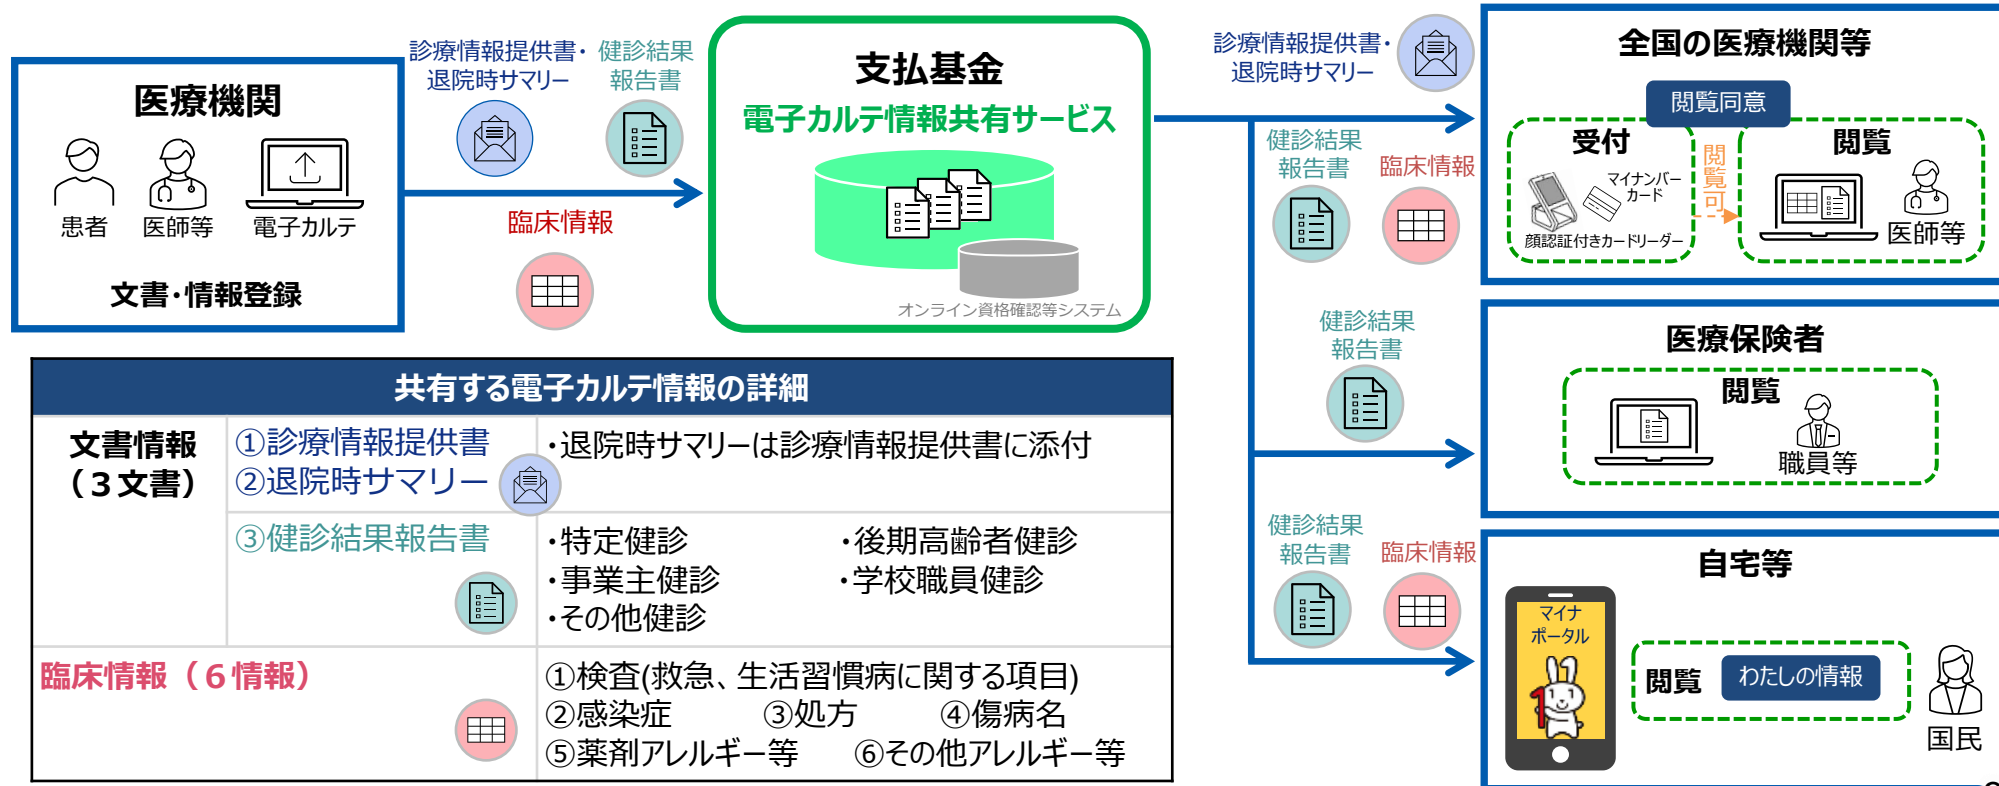 医療機関
患者
医師等
電子カルテ
文書・情報登録
診療情報提供書・
退院時サマリー
健診結果
報告書
臨床情報
支払基金
電子カルテ情報共有サービス
オンライン資格確認等システム
診療情報提供書・
退院時サマリー
健診結果
報告書
臨床情報
全国の医療機関等
閲覧同意
受付
マイナンバー
カード
顔認証付きカードリーダー
閲覧可
閲覧
医師等
健診結果
報告書
医療保険者
閲覧
職員等
健診結果
報告書
臨床情報
自宅等
マイナ
ポータル
閲覧
わたしの情報
国民
共有する電子カルテ情報の詳細
文書情報
（３文書）
①診療情報提供書
②退院時サマリー
・退院時サマリーは診療情報提供書に添付
③健診結果報告書
・特定健診 ・後期高齢者健診
・事業主健診 ・学校職員健診
・その他健診
臨床情報（６情報）
①検査(救急、生活習慣病に関する項目)
②感染症 ③処方 ④傷病名
⑤薬剤アレルギー等 ⑥その他アレルギー等